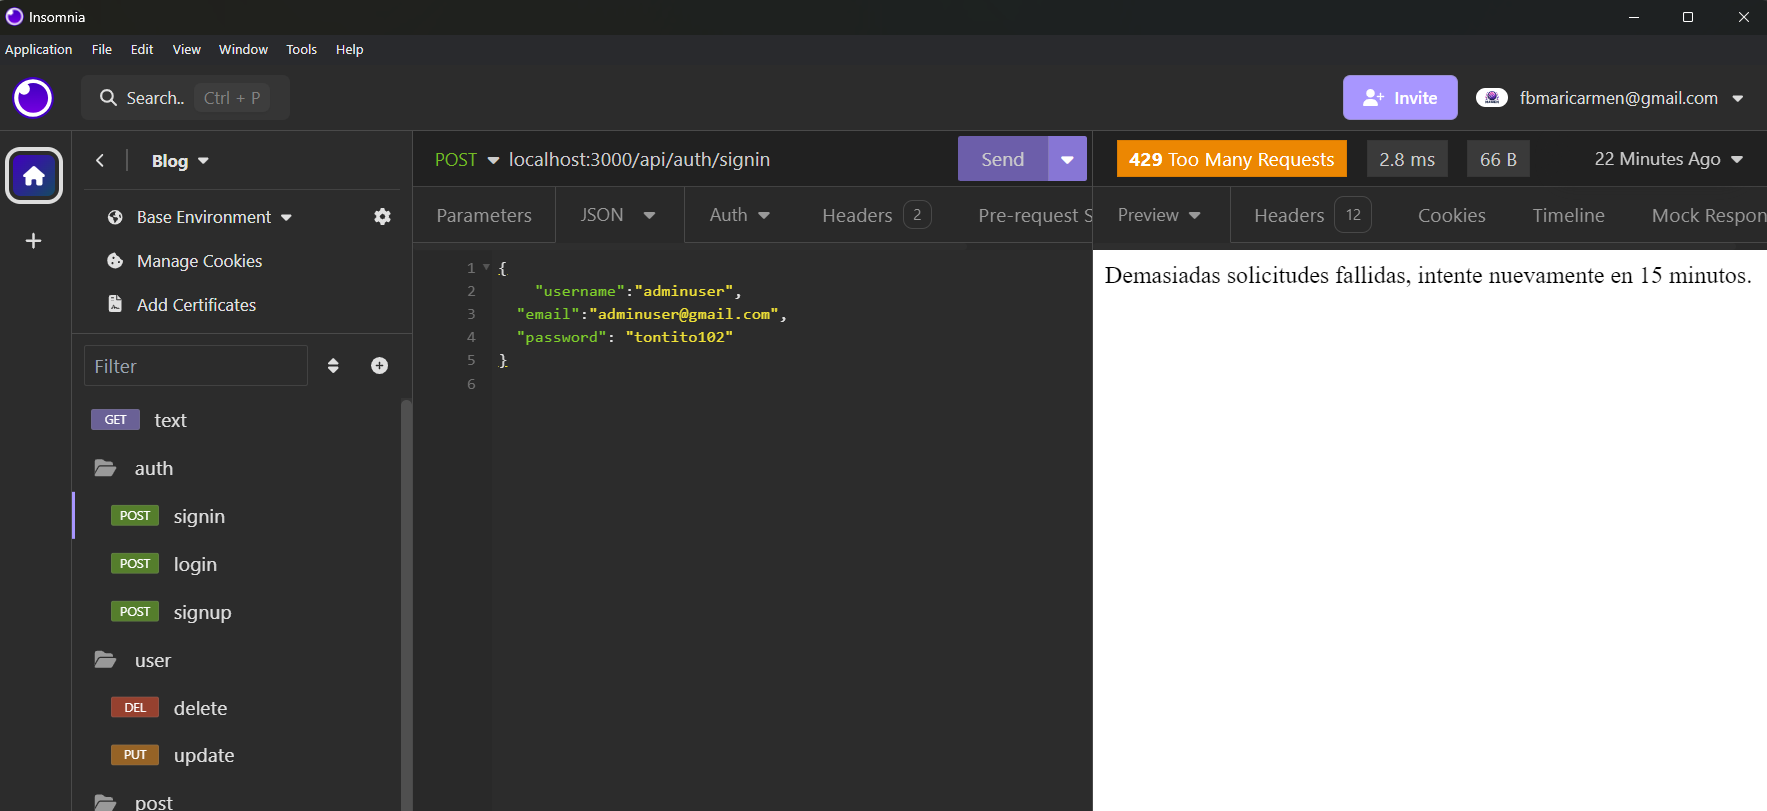 Insomnia
Application File Edit View Window Tools Help
Search.. Ctrl + P
Invite
fbmaricarmen@gmail.com
Blog
Base Environment
Manage Cookies
Add Certificates
Filter
GET text
auth
POST signin
POST login
POST signup
user
DEL delete
PUT update
post
POST localhost:3000/api/auth/signin Send
Parameters JSON Auth Headers 2 Pre-request S
1 {
2 "username":"adminuser",
3 "email":"adminuser@gmail.com",
4 "password": "tontito102"
5 }
6
429 Too Many Requests 2.8 ms 66 B 22 Minutes Ago
Preview Headers 12 Cookies Timeline Mock Respon
Demasiadas solicitudes fallidas, intente nuevamente en 15 minutos.